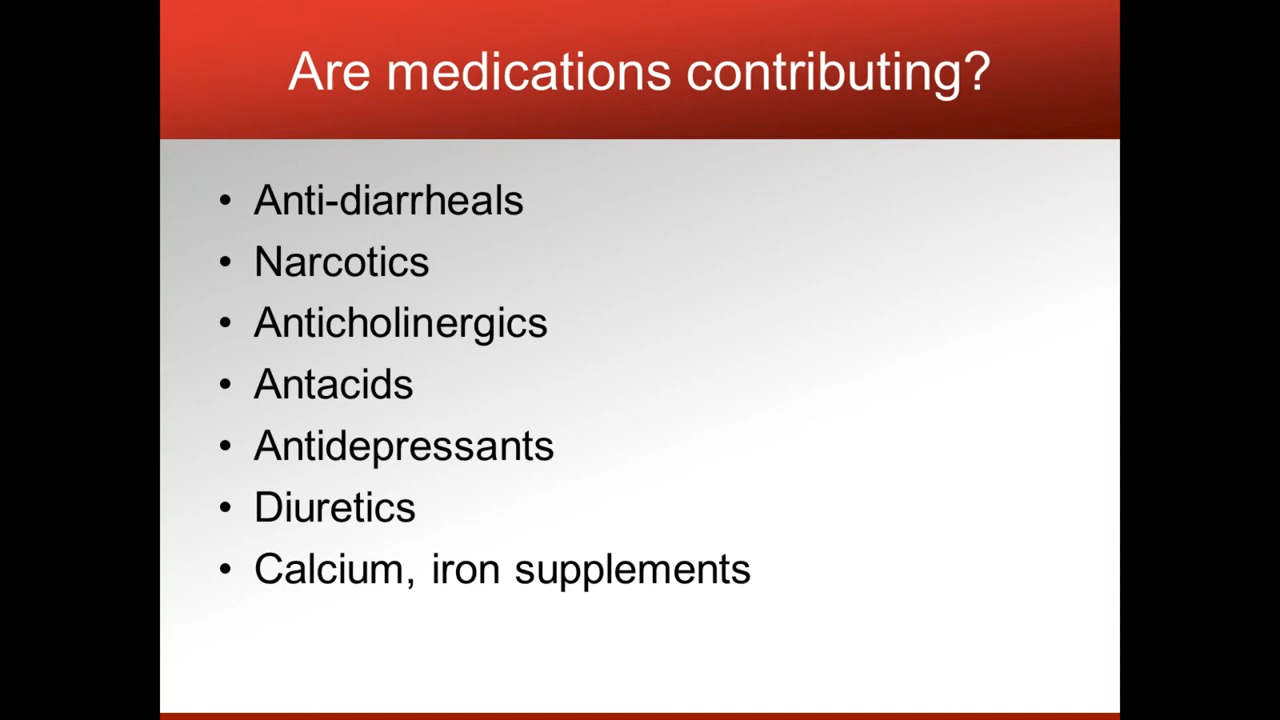 Are medications contributing?
• Anti-diarrheals
• Narcotics
• Anticholinergics
• Antacids
• Antidepressants
• Diuretics
• Calcium, iron supplements